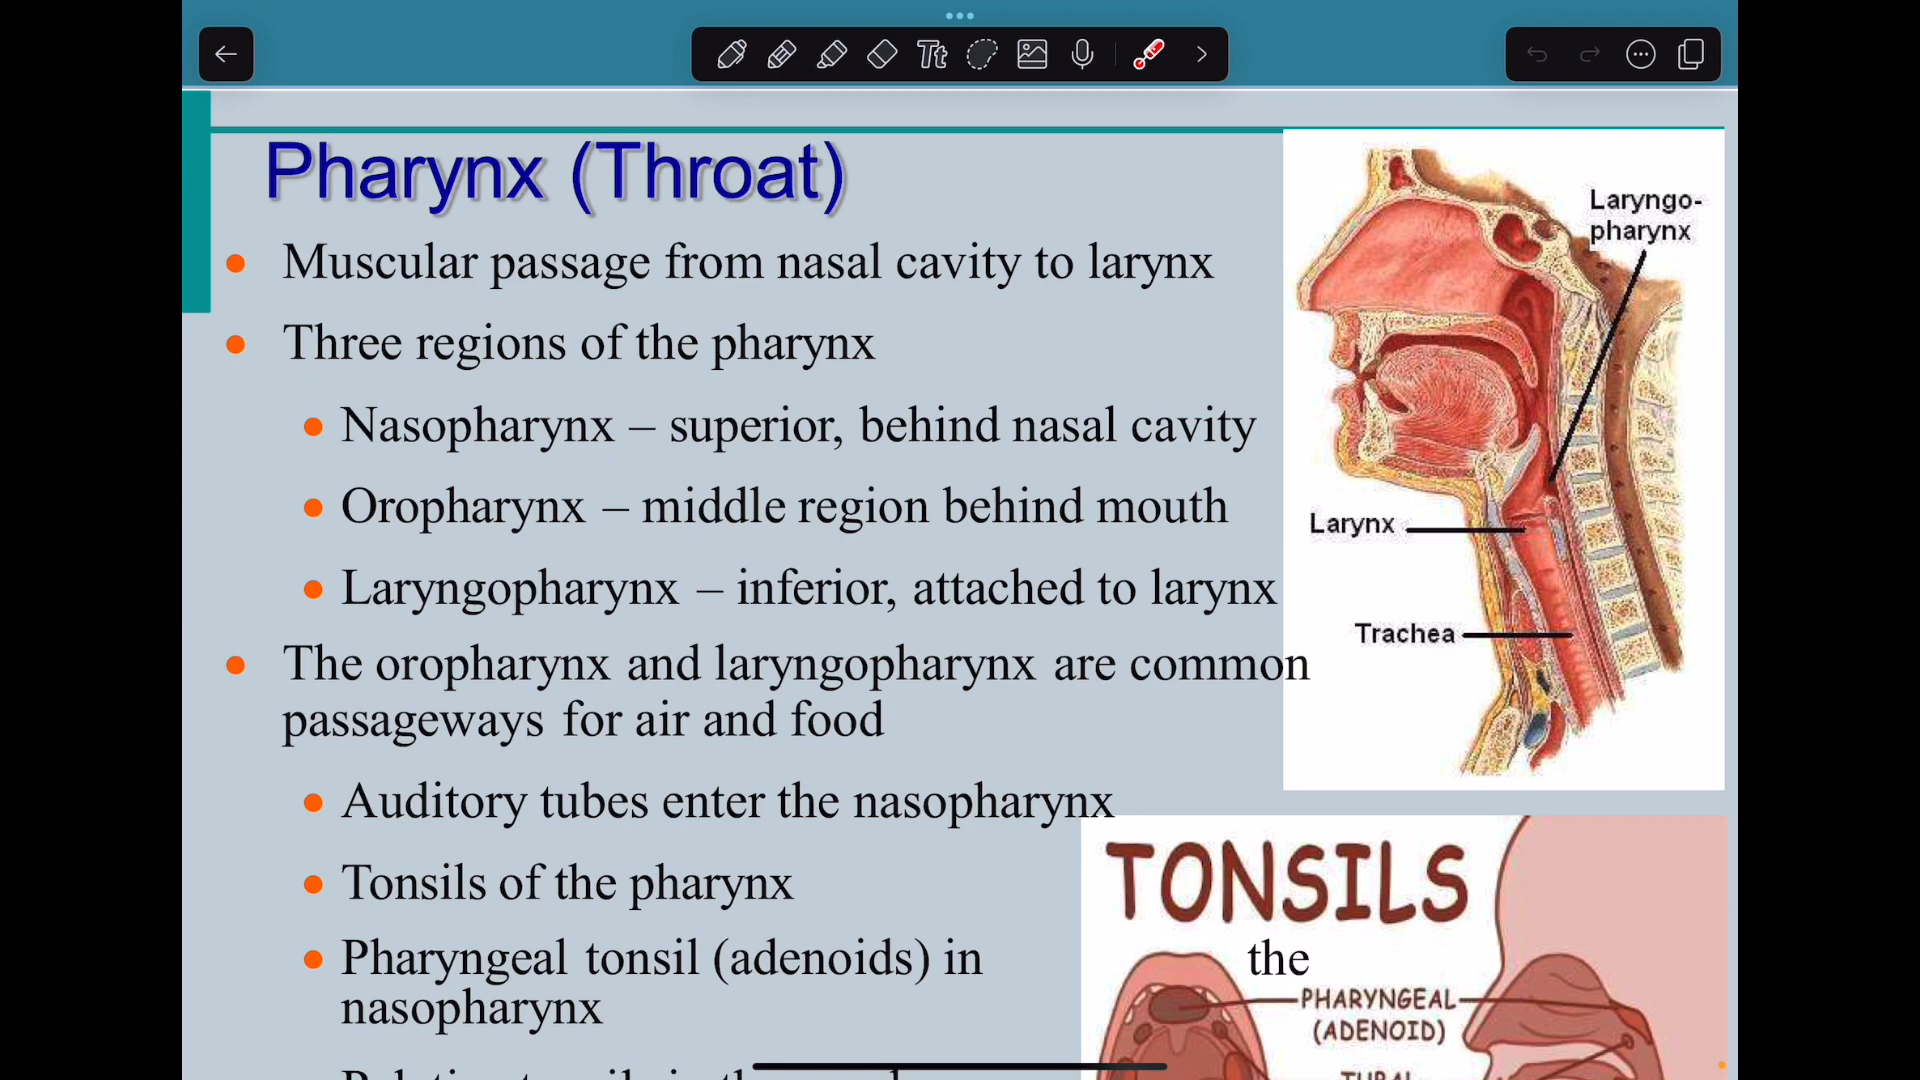 Tt
Pharynx (Throat)
Muscular passage from nasal cavity to larynx
Three regions of the pharynx
Nasopharynx – superior, behind nasal cavity
Oropharynx – middle region behind mouth
Laryngopharynx – inferior, attached to larynx
The oropharynx and laryngopharynx are common
passageways for air and food
Auditory tubes enter the nasopharynx
Tonsils of the pharynx
Pharyngeal tonsil (adenoids) in the
nasopharynx
Laryngo-
pharynx
Larynx
Trachea
TONSILS
PHARYNGEAL
(ADENOID)
TUBAL